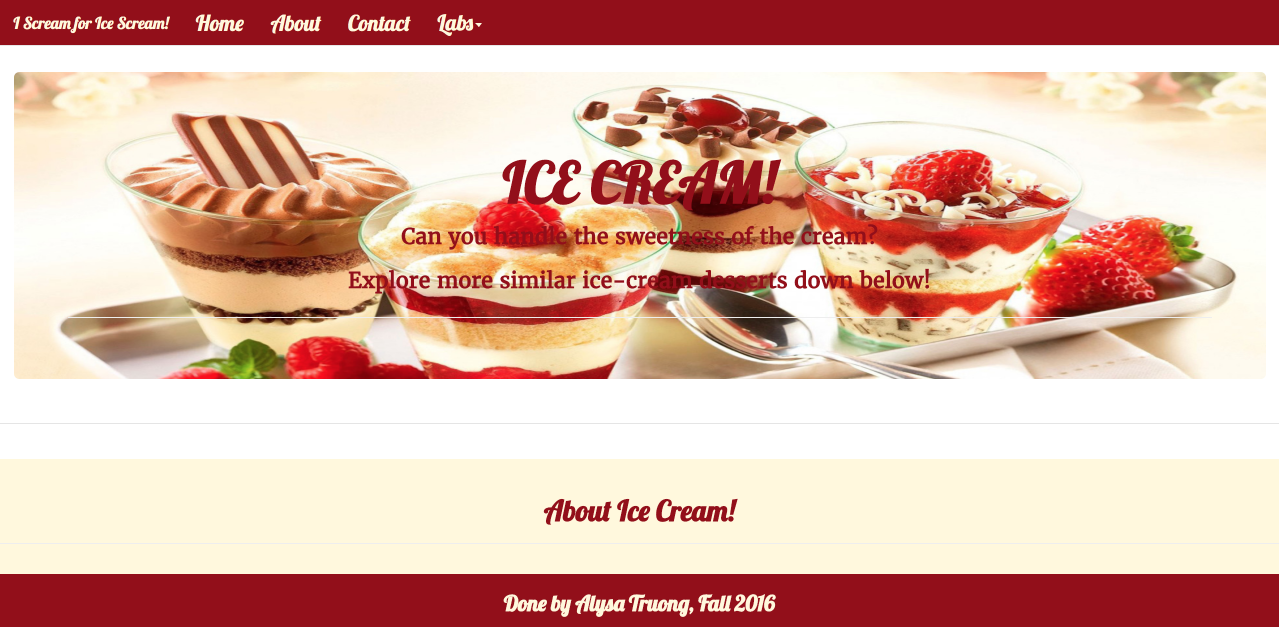 I Scream for Ice Scream! Home About Contact Labs
ICE CREAM!
Can you handle the sweetness of the cream?
Explore more similar ice-cream desserts down below!
About Ice Cream!
Done by Alysa Truong, Fall 2016